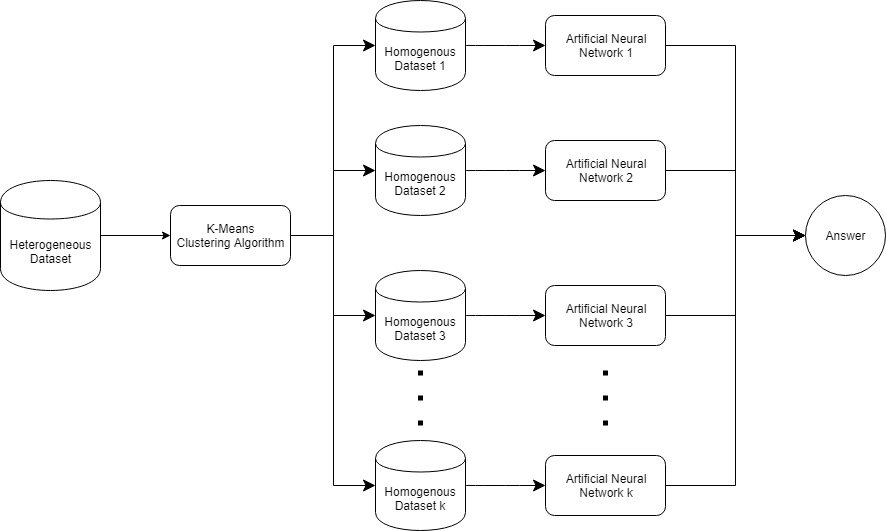 Heterogeneous
Dataset
K-Means
Clustering Algorithm
Homogenous
Dataset 1
Artificial Neural
Network 1
Homogenous
Dataset 2
Artificial Neural
Network 2
Homogenous
Dataset 3
Artificial Neural
Network 3
Homogenous
Dataset k
Artificial Neural
Network k
Answer